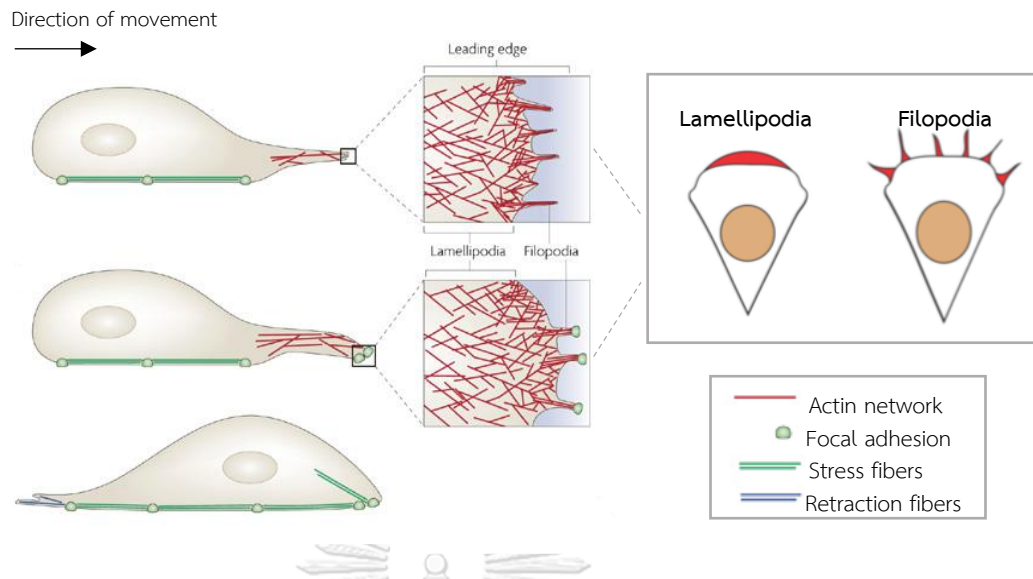 Direction of movement
Leading edge
Lamellipodia
Filopodia
Lamellipodia
Filopodia
Actin network
Focal adhesion
Stress fibers
Retraction fibers